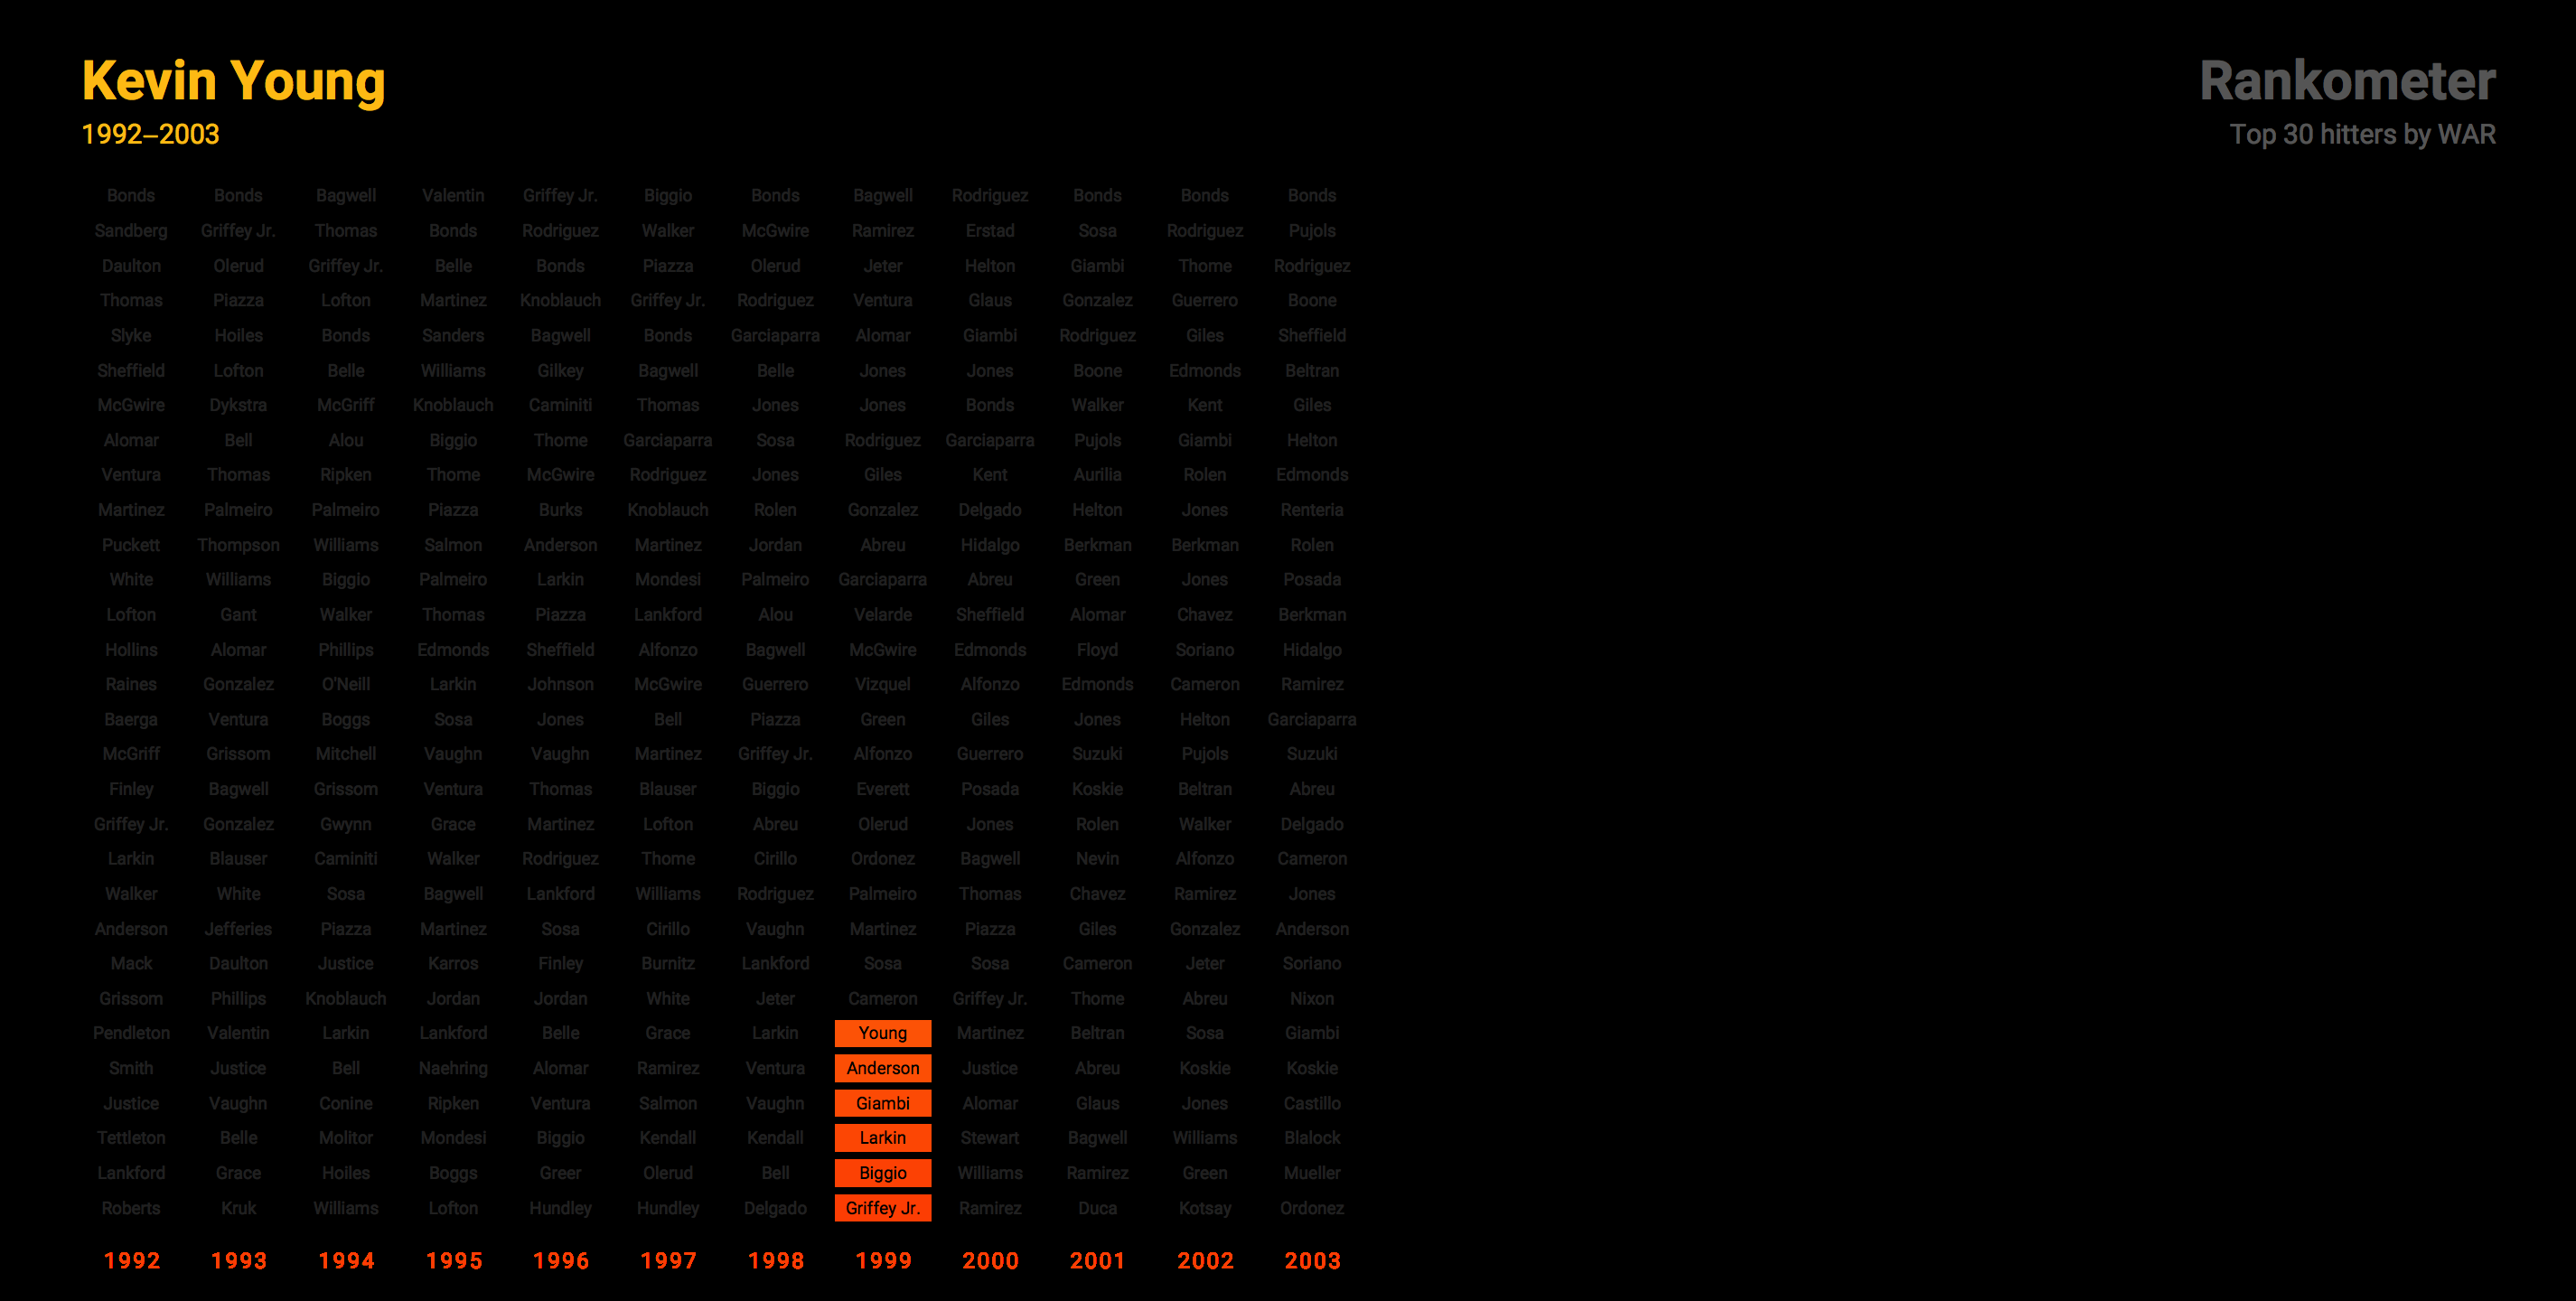 Kevin Young
1992–2003
Rankometer
Top 30 hitters by WAR
Bonds Bonds Bagwell Valentin Griffey Jr. Biggio Bonds Bagwell Rodriguez Bonds Bonds Bonds
Sandberg Griffey Jr. Thomas Bonds Rodriguez Walker McGwire Ramirez Erstad Sosa Rodriguez Pujols
Daulton Olerud Griffey Jr. Belle Bonds Piazza Olerud Jeter Helton Giambi Thome Rodriguez
Thomas Piazza Lofton Martinez Knoblauch Griffey Jr. Rodriguez Ventura Glaus Gonzalez Guerrero Boone
Slyke Hoiles Bonds Sanders Bagwell Bonds Garciaparra Alomar Giambi Rodriguez Giles Sheffield
Sheffield Lofton Belle Williams Gilkey Bagwell Belle Jones Jones Boone Edmonds Beltran
McGwire Dykstra McGriff Knoblauch Caminiti Thomas Jones Jones Bonds Walker Kent Giles
Alomar Bell Alou Biggio Thome Garciaparra Sosa Rodriguez Garciaparra Pujols Giambi Helton
Ventura Thomas Ripken Thome McGwire Rodriguez Jones Giles Kent Aurilia Rolen Edmonds
Martinez Palmeiro Palmeiro Piazza Burks Knoblauch Rolen Gonzalez Delgado Helton Jones Renteria
Puckett Thompson Williams Salmon Anderson Martinez Jordan Abreu Hidalgo Berkman Berkman Rolen
White Williams Biggio Palmeiro Larkin Mondesi Palmeiro Garciaparra Abreu Green Jones Posada
Lofton Gant Walker Thomas Piazza Lankford Alou Velarde Sheffield Alomar Chavez Berkman
Hollins Alomar Phillips Edmonds Sheffield Alfonzo Bagwell McGwire Edmonds Floyd Soriano Hidalgo
Raines Gonzalez O'Neill Larkin Johnson McGwire Guerrero Vizquel Alfonzo Edmonds Cameron Ramirez
Baerga Ventura Boggs Sosa Jones Bell Piazza Green Giles Jones Helton Garciaparra
McGriff Grissom Mitchell Vaughn Vaughn Martinez Griffey Jr. Alfonzo Guerrero Suzuki Pujols Suzuki
Finley Bagwell Grissom Ventura Thomas Blauser Biggio Everett Posada Koskie Beltran Abreu
Griffey Jr. Gonzalez Gwynn Grace Martinez Lofton Abreu Olerud Jones Rolen Walker Delgado
Larkin Blauser Caminiti Walker Rodriguez Thome Cirillo Ordonez Bagwell Nevin Alfonzo Cameron
Walker White Sosa Bagwell Lankford Williams Rodriguez Palmeiro Thomas Chavez Ramirez Jones
Anderson Jefferies Piazza Martinez Sosa Cirillo Vaughn Martinez Piazza Giles Gonzalez Anderson
Mack Daulton Justice Karros Finley Burnitz Lankford Sosa Sosa Cameron Jeter Soriano
Grissom Phillips Knoblauch Jordan Jordan White Jeter Cameron Griffey Jr. Thome Abreu Nixon
Pendleton Valentin Larkin Lankford Belle Grace Larkin Young Martinez Beltran Sosa Giambi
Smith Justice Bell Naehring Alomar Ramirez Ventura Anderson Justice Abreu Koskie Koskie
Justice Vaughn Conine Ripken Ventura Salmon Vaughn Giambi Alomar Glaus Jones Castillo
Tettleton Belle Molitor Mondesi Biggio Kendall Kendall Larkin Stewart Bagwell Williams Blalock
Lankford Grace Hoiles Boggs Greer Olerud Bell Biggio Williams Ramirez Green Mueller
Roberts Kruk Williams Lofton Hundley Hundley Delgado Griffey Jr. Ramirez Duca Kotsay Ordonez
1992 1993 1994 1995 1996 1997 1998 1999 2000 2001 2002 2003